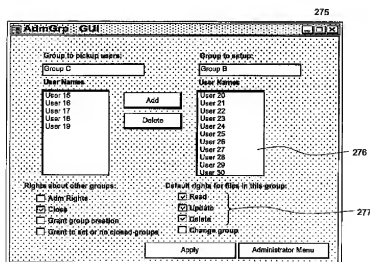 275
AdmGrp : GUI
Group to pickup users:
Group to setup:
Group C
Group B
User Names
User Names
User 15
User 16
User 17
User 18
User 19
Add
Delete
User 20
User 21
User 22
User 23
User 24
User 25
User 26
User 27
User 28
User 29
User 30
276
Rights about other groups:
Default rights for files in this group:
Adm Rights
Close
Grant group creation
Grant to set or no closed groups
Read
Update
Delete
Change group
277
Apply
Administrator Menu